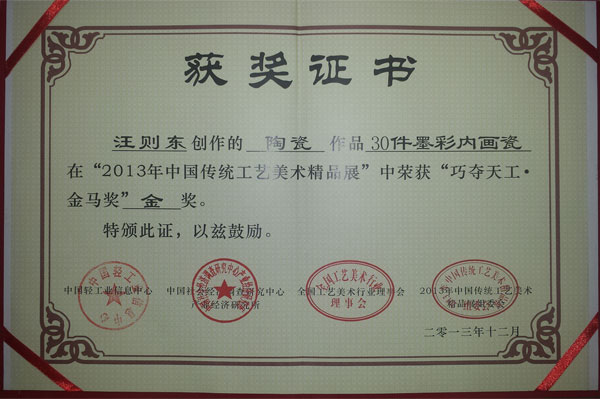 获奖证书
汪则东创作的 陶瓷 作品30件墨彩内画瓷
在“2013年中国传统工艺美术精品展”中荣获“巧夺天工·
金马奖”金 奖。
特颁此证，以兹鼓励。
中国轻工业信息中心
中国社会经济调查研究中心
产业经济研究所
全国工艺美术行业理事会
2013年中国传统工艺美术
精品展组委会
二零一三年十二月